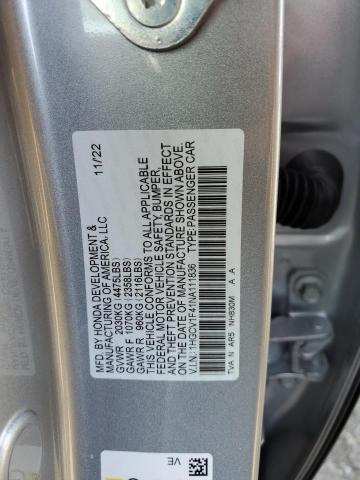 MFD. BY HONDA DEVELOPMENT &
MANUFACTURING OF AMERICA, LLC
11/22
GVWR 2030KG(4475LBS)
GAWR F 1070KG(2358LBS)
GAWR R 960KG(2116LBS)
THIS VEHICLE CONFORMS TO ALL APPLICABLE
FEDERAL MOTOR VEHICLE SAFETY, BUMPER,
AND THEFT PREVENTION STANDARDS IN EFFECT
ON THE DATE OF MANUFACTURE SHOWN ABOVE.
V.I.N.: 1HGCV1F41NA111836 TYPE:PASSENGER CAR
TVA N AR5 NH830M A A
VE